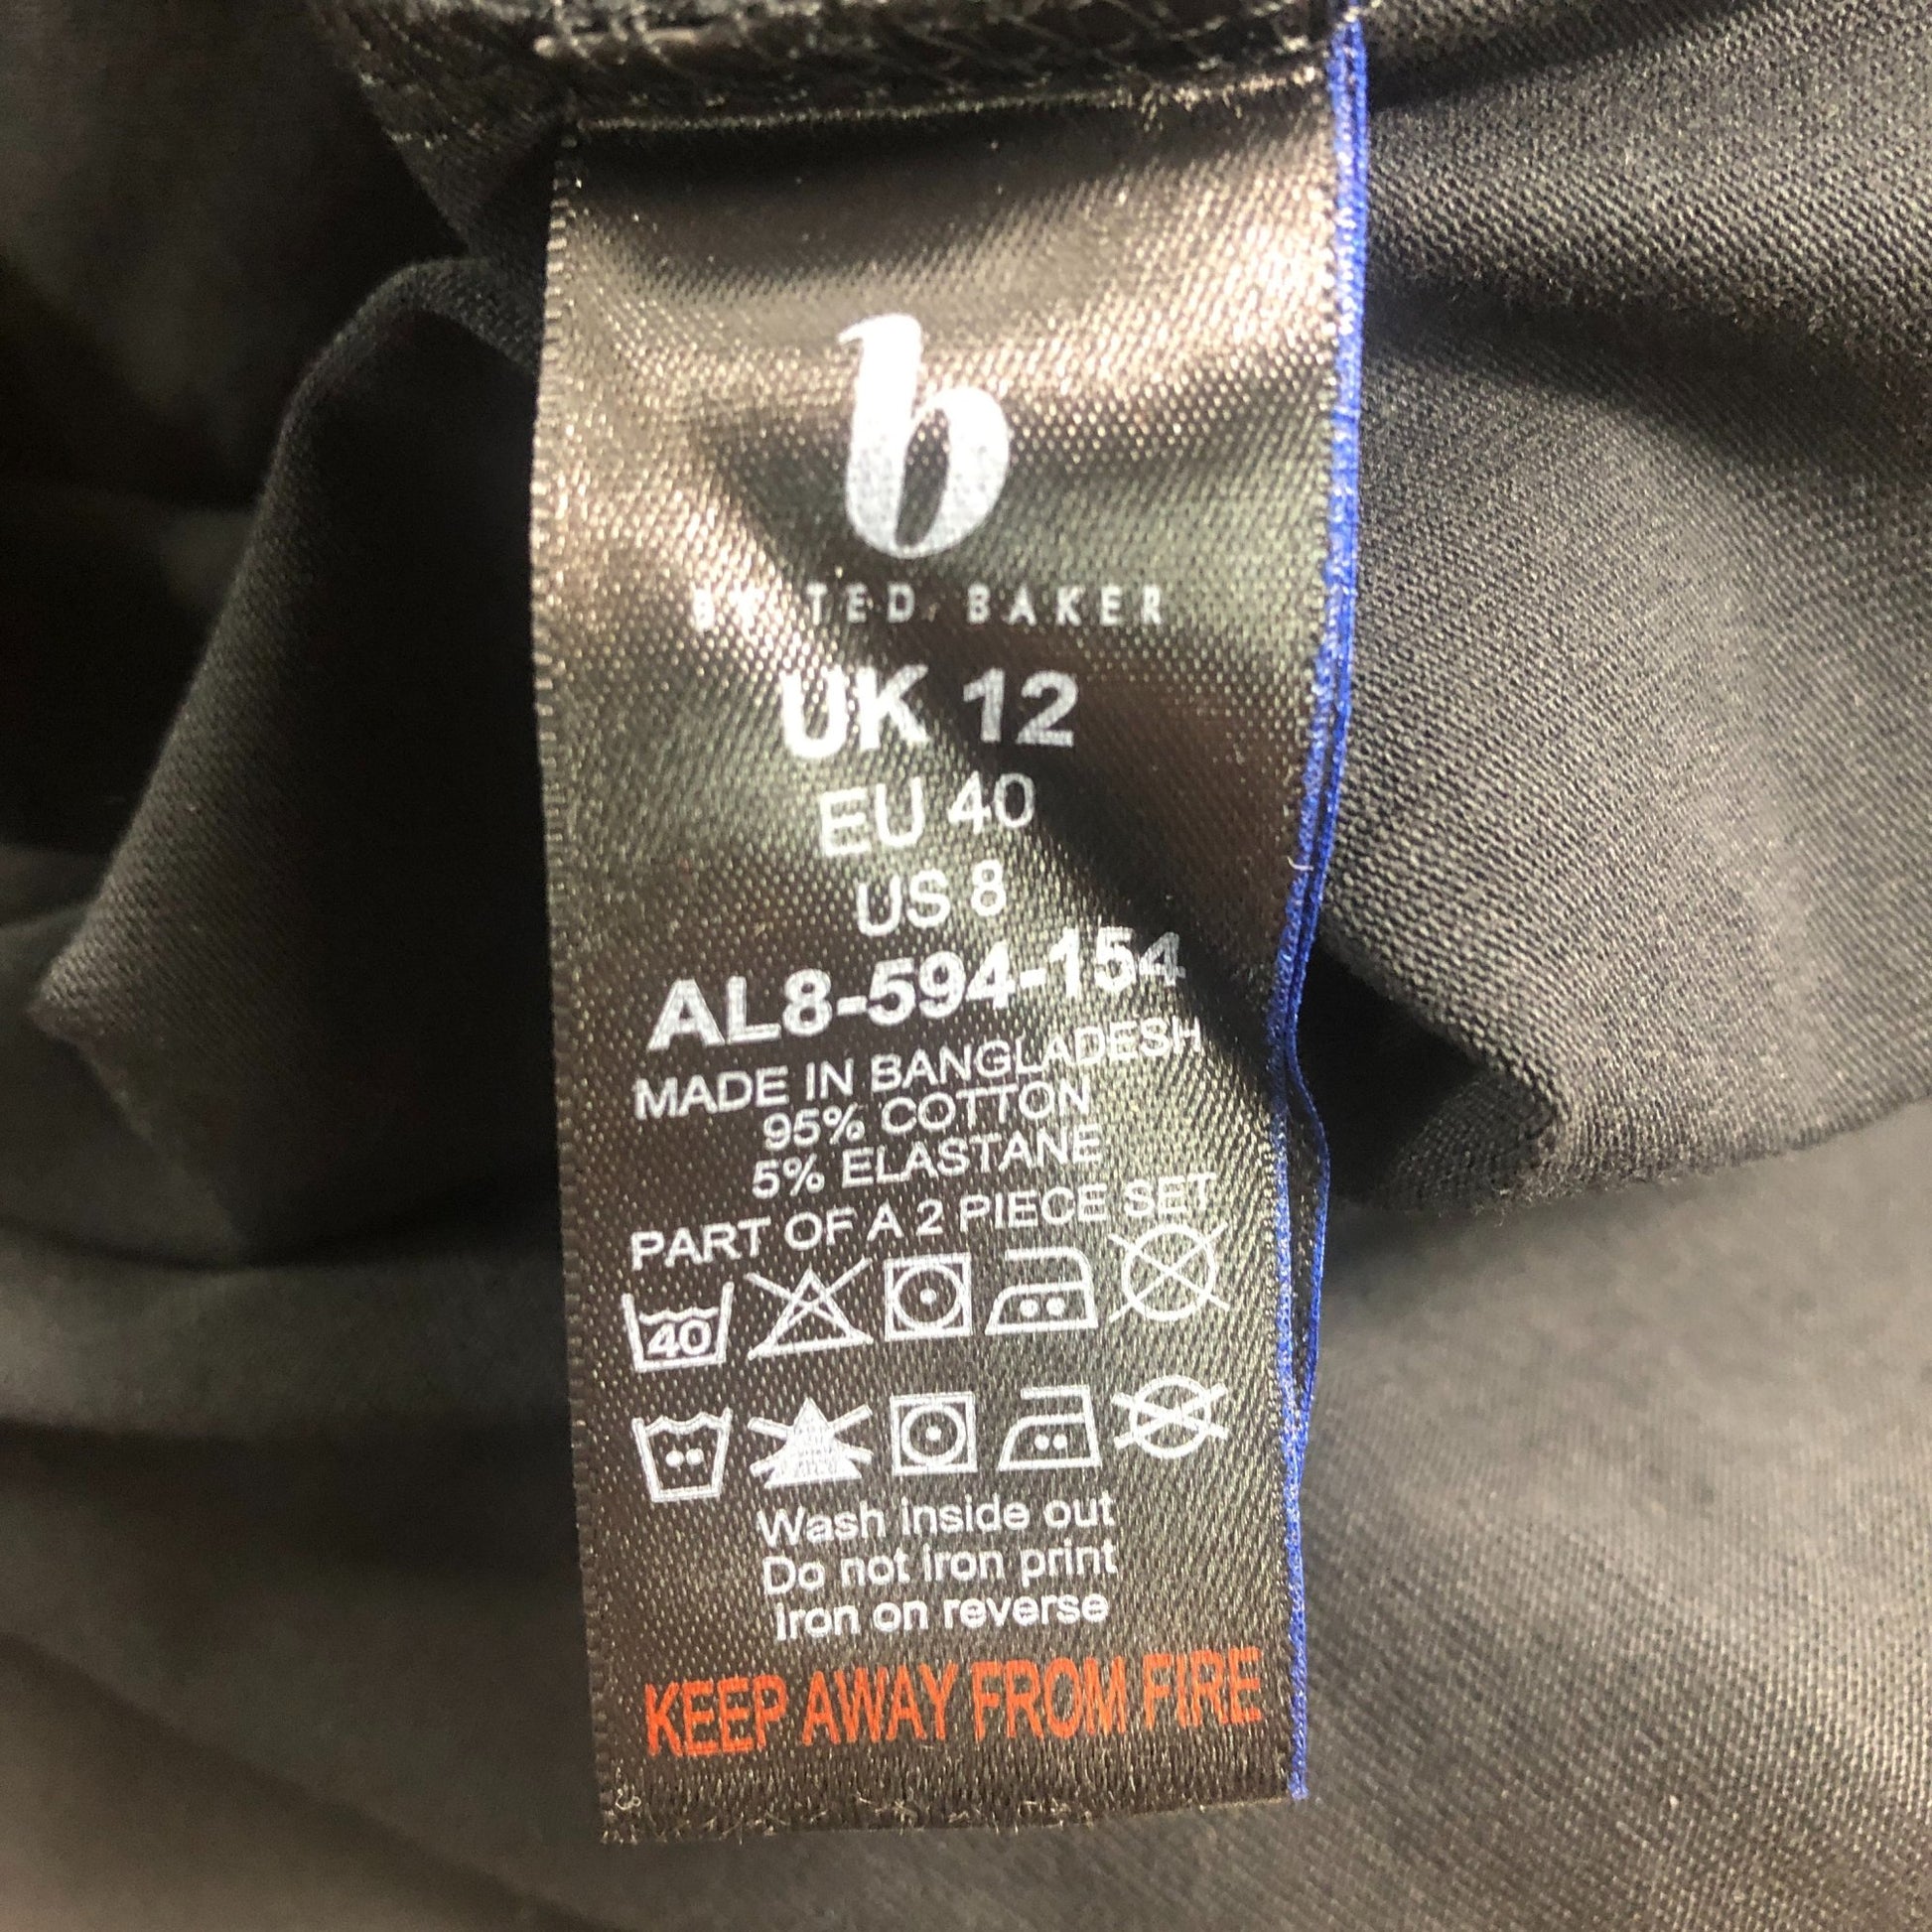 b
BY TED BAKER
UK 12
EU 40
US 8
AL8-594-154
MADE IN BANGLADESH
95% COTTON
5% ELASTANE
PART OF A 2 PIECE SET
40
Wash inside out
Do not iron print
Iron on reverse
KEEP AWAY FROM FIRE